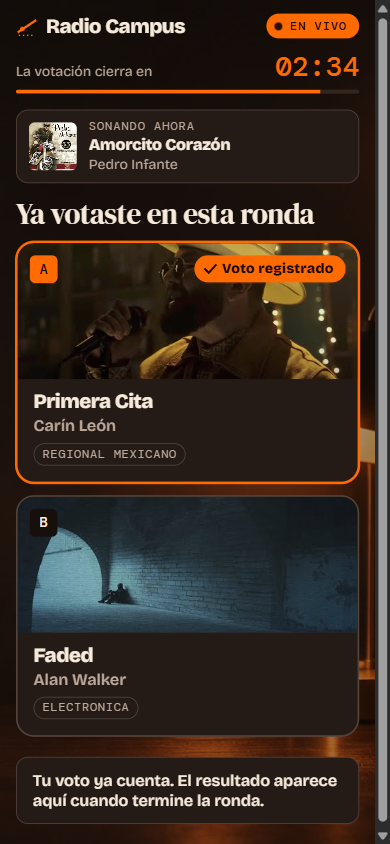 Radio Campus
EN VIVO
La votación cierra en
02:34
SONANDO AHORA
Amorcito Corazón
Pedro Infante
Ya votaste en esta ronda
A
Voto registrado
Primera Cita
Carín León
REGIONAL MEXICANO
B
Faded
Alan Walker
ELECTRONICA
Tu voto ya cuenta. El resultado aparece
aquí cuando termine la ronda.